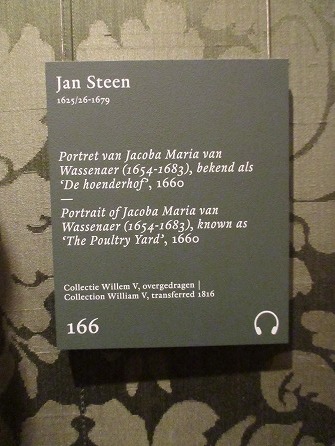 Jan Steen
1625/26-1679
Portret van Jacoba Maria van
Wassenaer (1654-1683), bekend als
‘De hoenderhof’, 1660
—
Portrait of Jacoba Maria van
Wassenaer (1654-1683), known as
‘The Poultry Yard’, 1660
Collectie Willem V, overgedragen |
Collection William V, transferred 1816
166